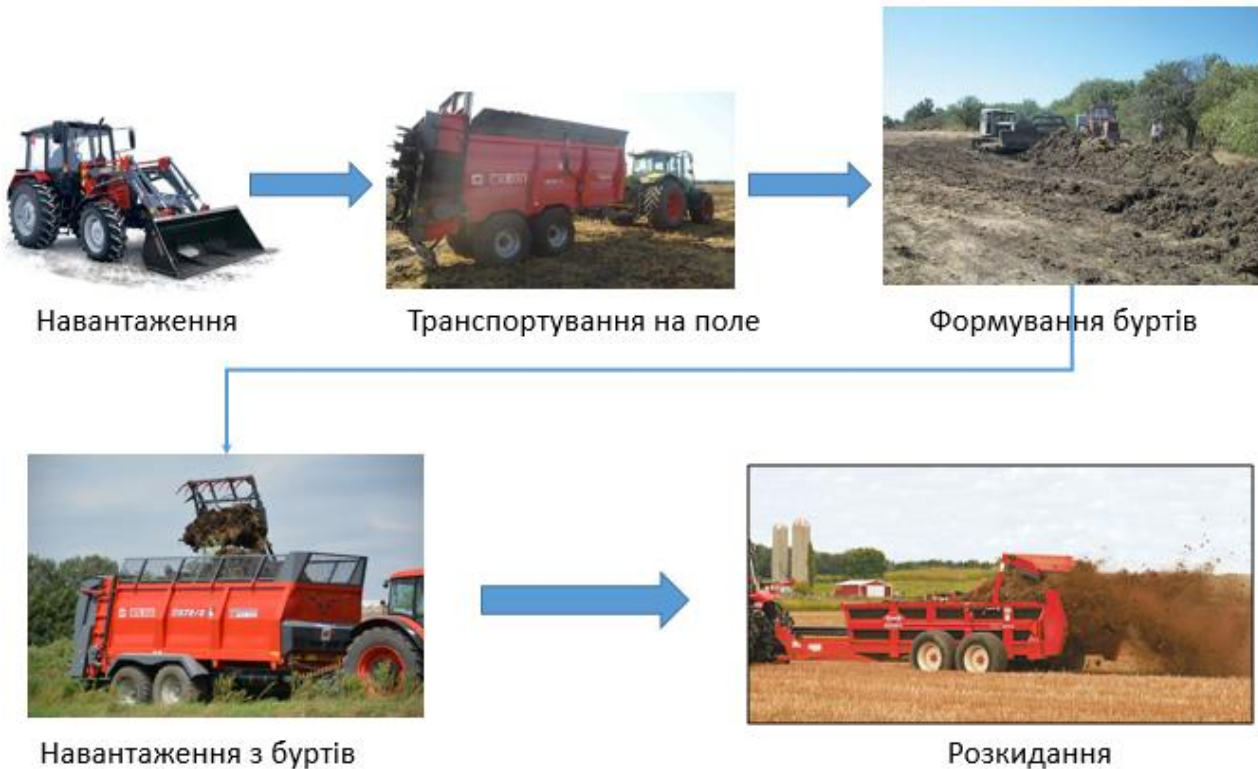 Навантаження
Транспортування на поле
Формування буртів
Навантаження з буртів
Розкидання